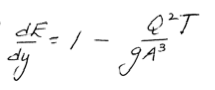 dE/dy = 1 - Q²T/gA³